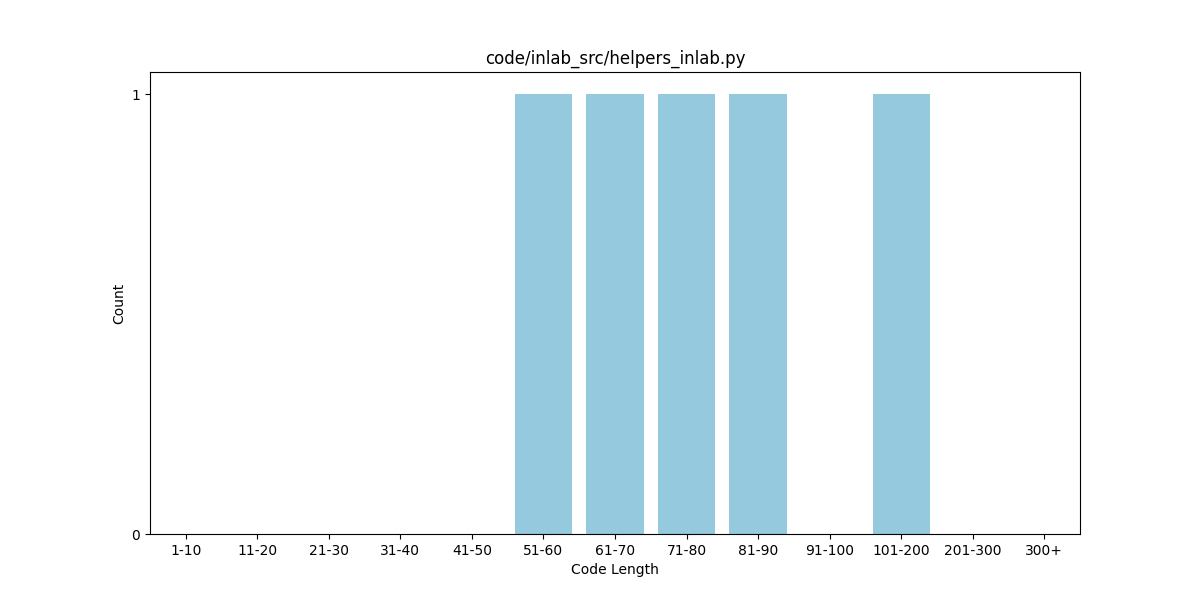 code/inlab_src/helpers_inlab.py
1
Count
0
1-10 11-20 21-30 31-40 41-50 51-60 61-70 71-80 81-90 91-100 101-200 201-300 300+
Code Length